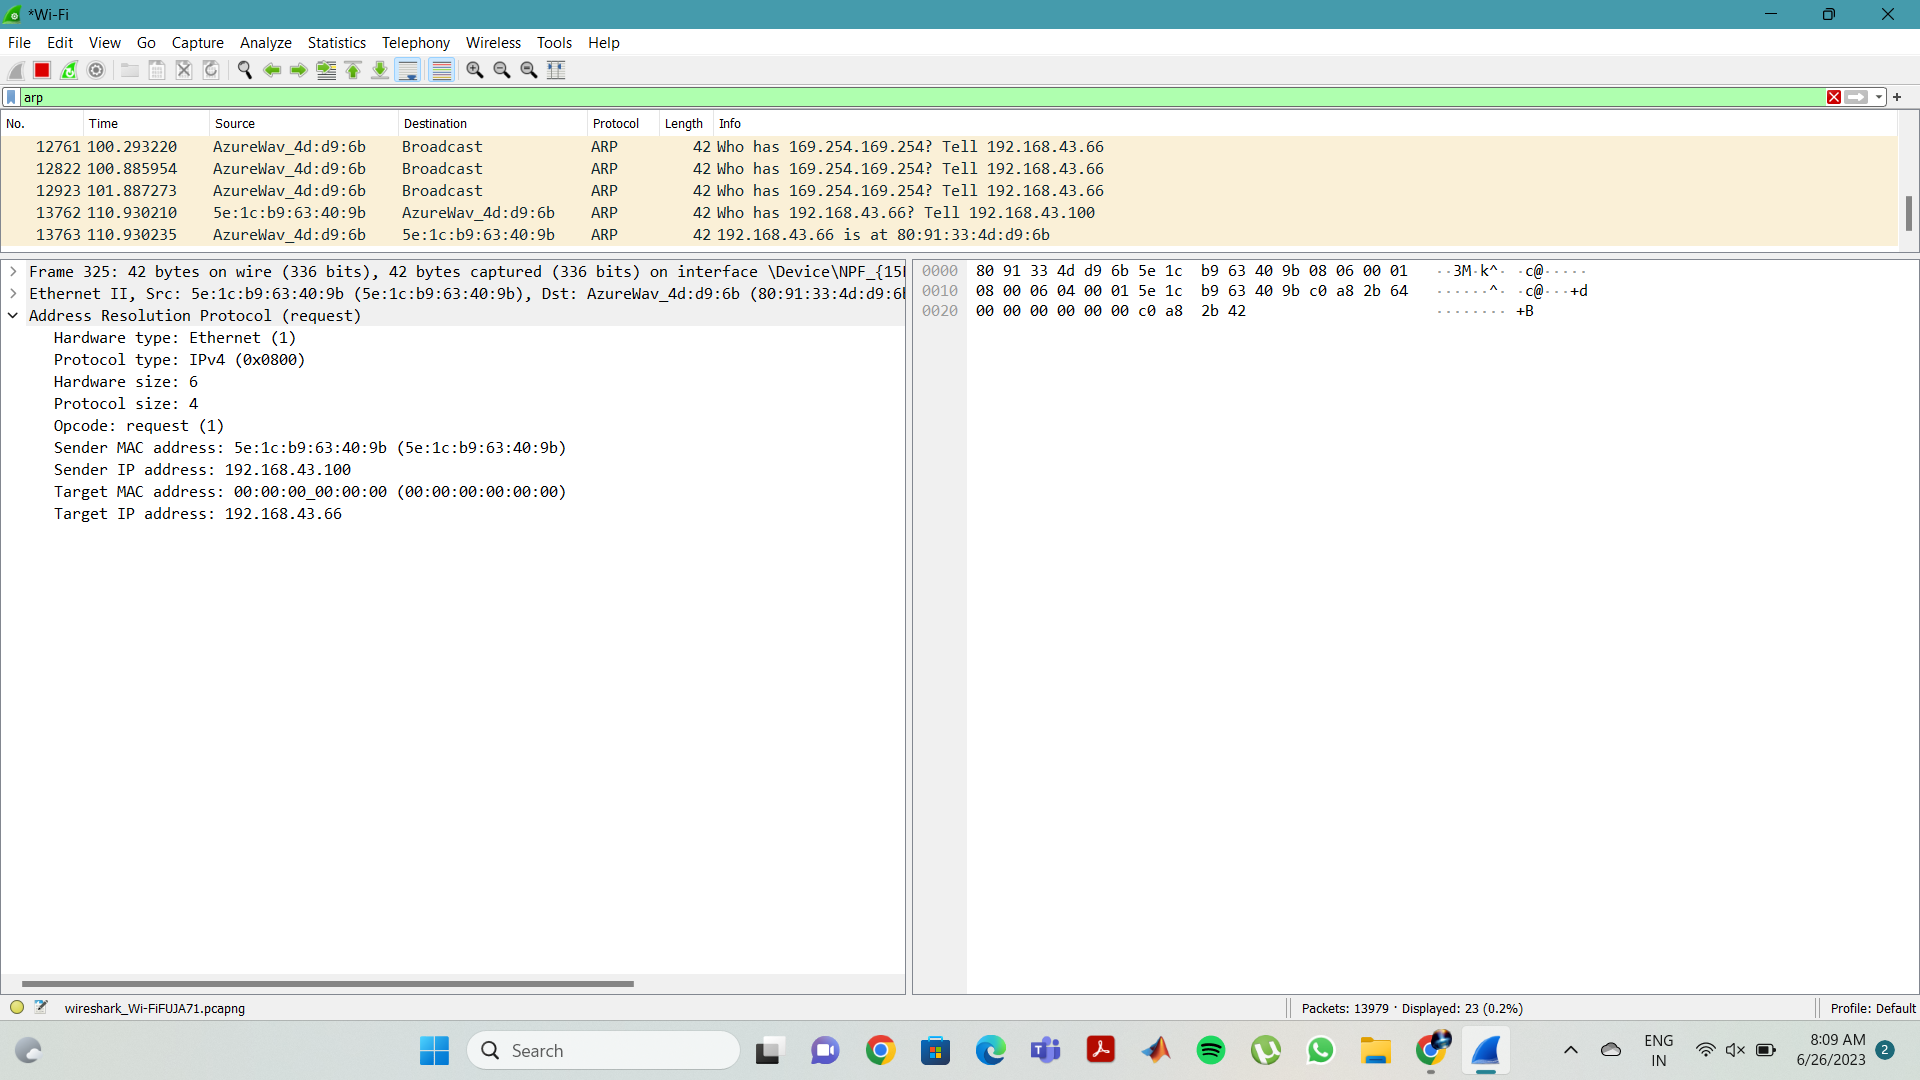 *Wi-Fi
File Edit View Go Capture Analyze Statistics Telephony Wireless Tools Help
arp
No. Time Source Destination Protocol Length Info
12761 100.293220 AzureWav_4d:d9:6b Broadcast ARP 42 Who has 169.254.169.254? Tell 192.168.43.66
12822 100.885954 AzureWav_4d:d9:6b Broadcast ARP 42 Who has 169.254.169.254? Tell 192.168.43.66
12923 101.887273 AzureWav_4d:d9:6b Broadcast ARP 42 Who has 169.254.169.254? Tell 192.168.43.66
13762 110.930210 5e:1c:b9:63:40:9b AzureWav_4d:d9:6b ARP 42 Who has 192.168.43.66? Tell 192.168.43.100
13763 110.930235 AzureWav_4d:d9:6b 5e:1c:b9:63:40:9b ARP 42 192.168.43.66 is at 80:91:33:4d:d9:6b
Frame 325: 42 bytes on wire (336 bits), 42 bytes captured (336 bits) on interface \Device\NPF_{15
Ethernet II, Src: 5e:1c:b9:63:40:9b (5e:1c:b9:63:40:9b), Dst: AzureWav_4d:d9:6b (80:91:33:4d:d9:6b
Address Resolution Protocol (request)
Hardware type: Ethernet (1)
Protocol type: IPv4 (0x0800)
Hardware size: 6
Protocol size: 4
Opcode: request (1)
Sender MAC address: 5e:1c:b9:63:40:9b (5e:1c:b9:63:40:9b)
Sender IP address: 192.168.43.100
Target MAC address: 00:00:00_00:00:00 (00:00:00:00:00:00)
Target IP address: 192.168.43.66
0000 80 91 33 4d d9 6b 5e 1c b9 63 40 9b 08 06 00 01 ··3M·k^· ·c@·····
0010 08 00 06 04 00 01 5e 1c b9 63 40 9b c0 a8 2b 64 ······^· ·c@···+d
0020 00 00 00 00 00 00 c0 a8 2b 42 ········ +B
wireshark_Wi-FiFUJA71.pcapng
Packets: 13979 · Displayed: 23 (0.2%)
Profile: Default
Search
ENG
IN
8:09 AM
6/26/2023
2